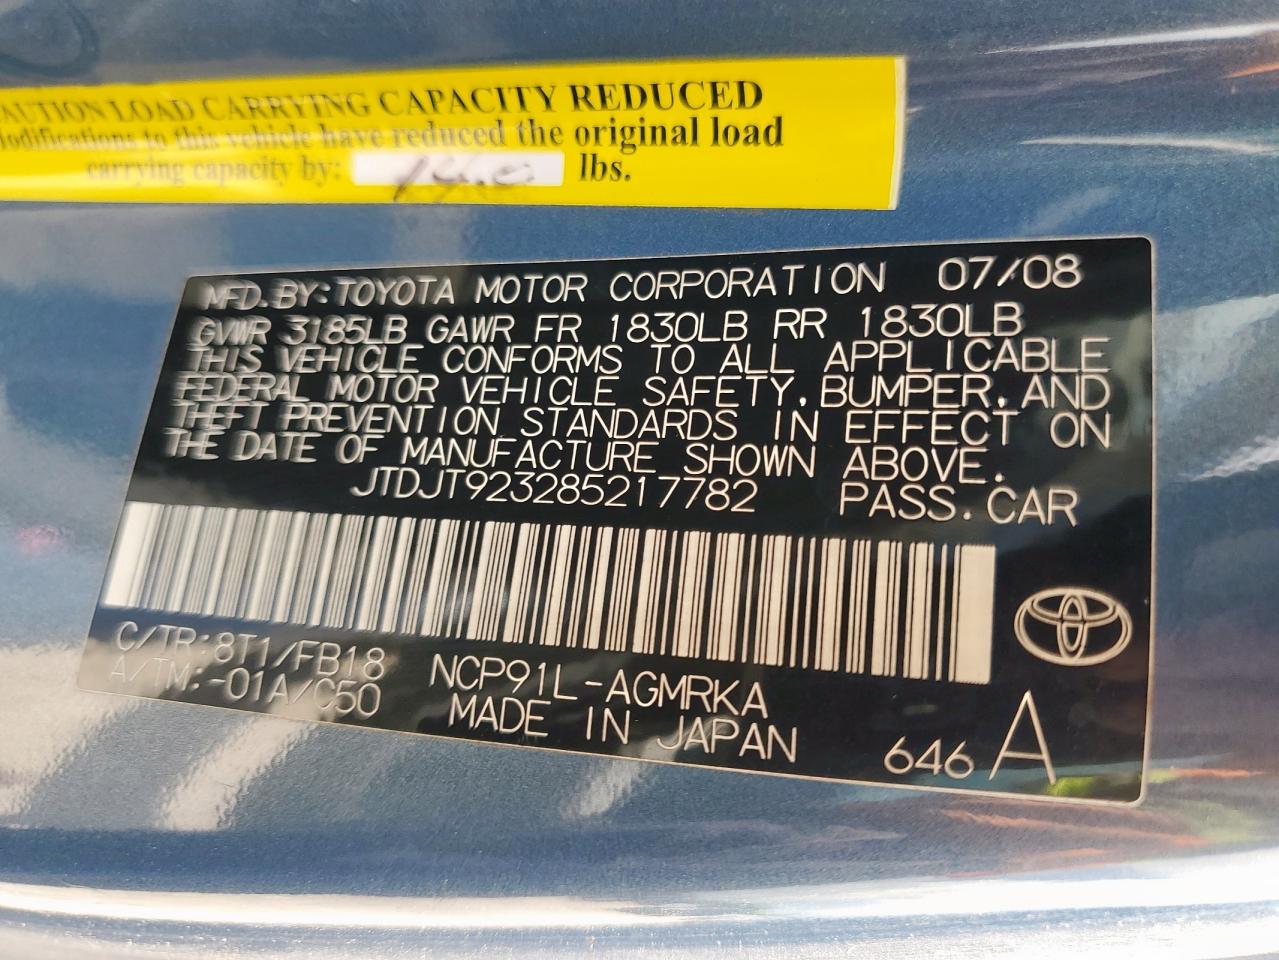 CAUTION LOAD CARRYING CAPACITY REDUCED
Modifications to this vehicle have reduced the original load
carrying capacity by: lbs.
MFD. BY: TOYOTA MOTOR CORPORATION 07/08
GVWR 3185LB GAWR FR 1830LB RR 1830LB
THIS VEHICLE CONFORMS TO ALL APPLICABLE
FEDERAL MOTOR VEHICLE SAFETY, BUMPER, AND
THEFT PREVENTION STANDARDS IN EFFECT ON
THE DATE OF MANUFACTURE SHOWN ABOVE.
JTDJT923285217782 PASS. CAR
C/TR: 8T1/FB18 NCP91L-AGMRKA
A/TM: -01A/C50 MADE IN JAPAN 646 A